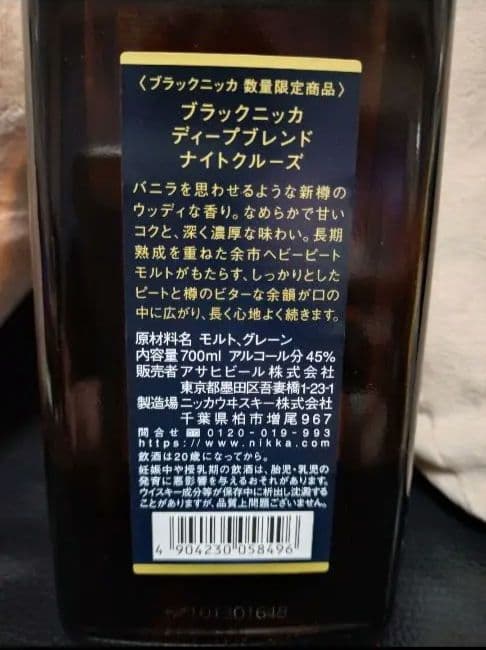 〈ブラックニッカ 数量限定商品〉
ブラックニッカ
ディープブレンド
ナイトクルーズ
バニラを思わせるような新樽の
ウッディな香り。なめらかで甘い
コクと、深く濃厚な味わい。長期
熟成を重ねた余市ヘビーピート
モルトがもたらす、しっかりとした
ピートと樽のビターな余韻が口の
中に広がり、長く心地よく続きます。
原材料名 モルト、グレーン
内容量700ml アルコール分45%
販売者 アサヒビール株式会社
東京都墨田区吾妻橋1-23-1
製造場 ニッカウヰスキー株式会社
千葉県柏市増尾967
問合せ 0120-019-993
https://www.nikka.com
飲酒は20歳になってから。
妊娠中や授乳期の飲酒は、胎児・乳児の
発育に悪影響を与えるおそれがあります。
ウイスキー成分等が保存中に析出し沈澱する
ことがありますが、品質上問題ございません。
4 904230 058496